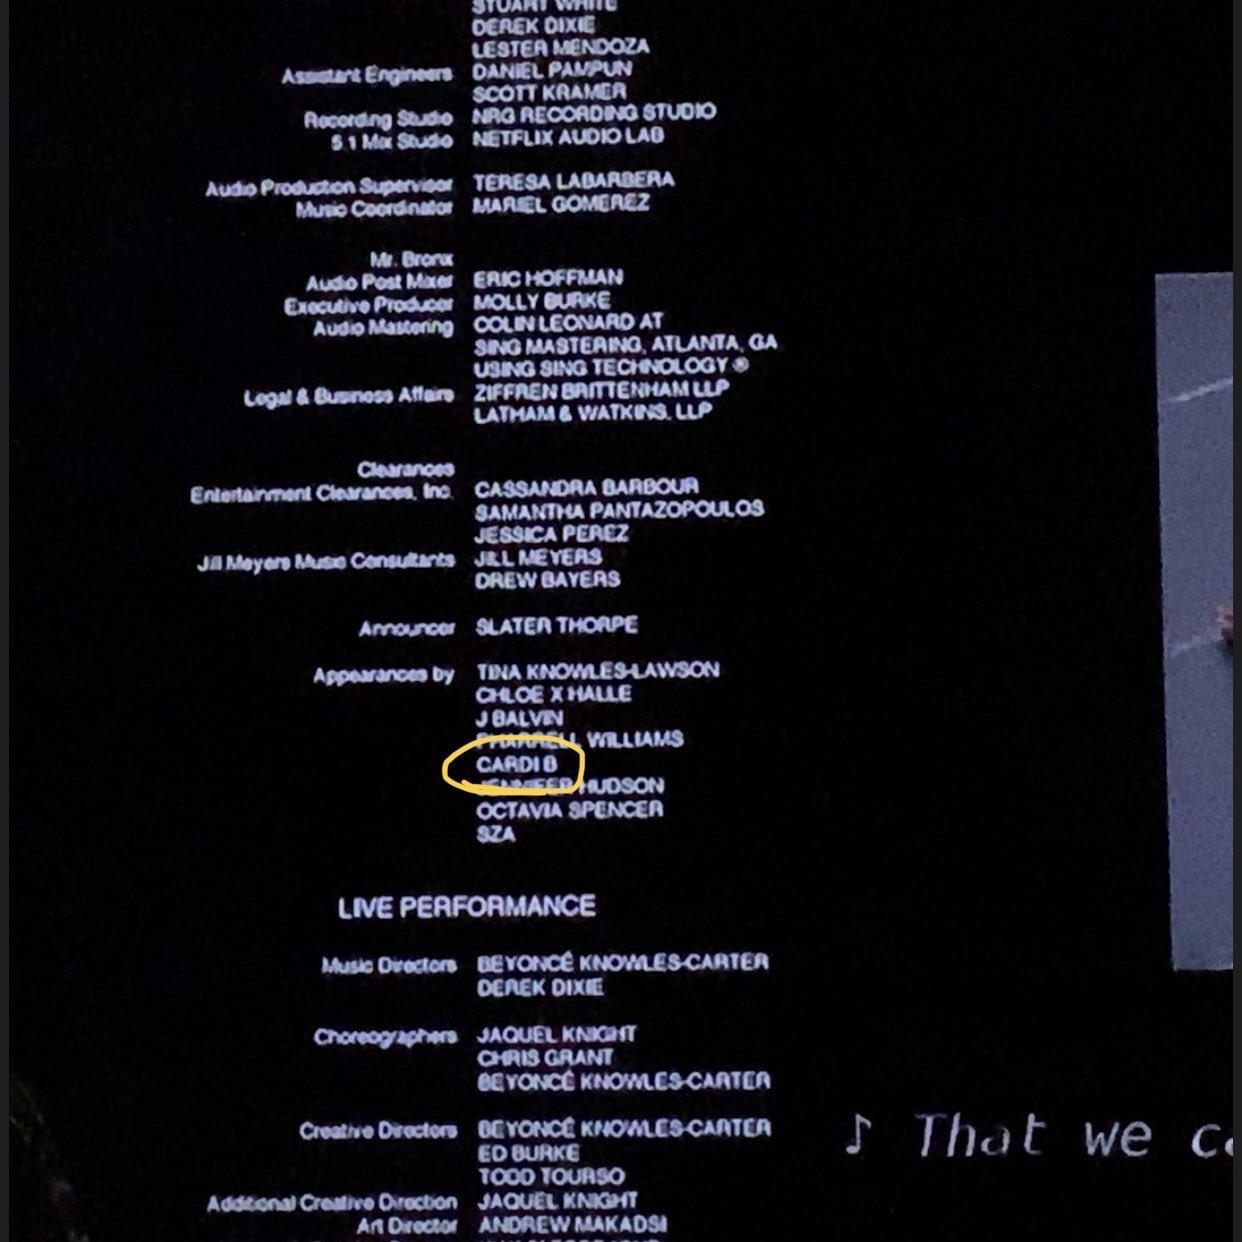 STUART WHITE
DEREK DIXIE
LESTER MENDOZA
Assistant Engineers DANIEL PAMPUN
SCOTT KRAMER
Recording Studio NRG RECORDING STUDIO
5.1 Mix Studio NETFLIX AUDIO LAB
Audio Production Supervisor TERESA LABARBERA
Music Coordinator MARIEL GOMEREZ
Mr. Bronx
Audio Post Mixer ERIC HOFFMAN
Executive Producer MOLLY BURKE
Audio Mastering COLIN LEONARD AT
SING MASTERING, ATLANTA, GA
USING SING TECHNOLOGY ®
Legal & Business Affairs ZIFFREN BRITTENHAM LLP
LATHAM & WATKINS, LLP
Clearances
Entertainment Clearances, Inc. CASSANDRA BARBOUR
SAMANTHA PANTAZOPOULOS
JESSICA PEREZ
Jill Meyers Music Consultants JILL MEYERS
DREW BAYERS
Announcer SLATER THORPE
Appearances by TINA KNOWLES-LAWSON
CHLOE X HALLE
J BALVIN
PHARRELL WILLIAMS
CARDI B
JENNIFER HUDSON
OCTAVIA SPENCER
SZA
LIVE PERFORMANCE
Music Directors BEYONCÉ KNOWLES-CARTER
DEREK DIXIE
Choreographers JAQUEL KNIGHT
CHRIS GRANT
BEYONCÉ KNOWLES-CARTER
Creative Directors BEYONCÉ KNOWLES-CARTER
ED BURKE
TODD TOURSO
Additional Creative Direction JAQUEL KNIGHT
Art Director ANDREW MAKADSI
♪ That we ca